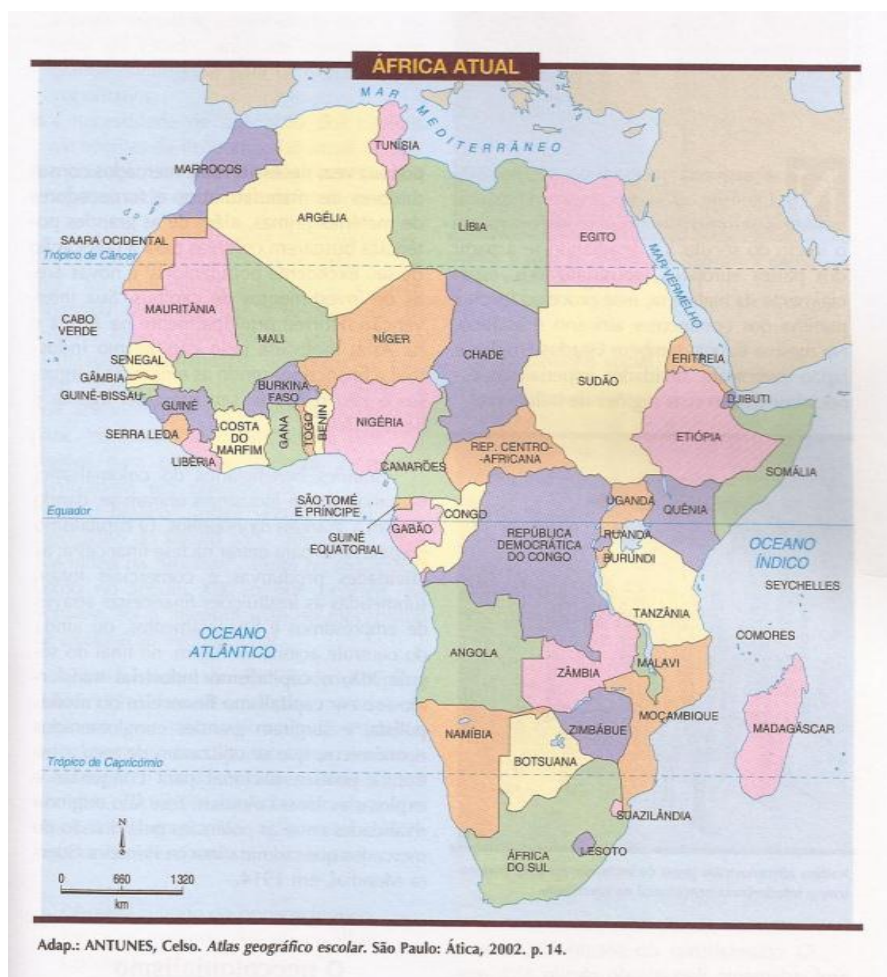 ÁFRICA ATUAL
MAR MEDITERRÂNEO
TUNÍSIA
MARROCOS
ARGÉLIA
LÍBIA
EGITO
SAARA OCIDENTAL
Trópico de Câncer
MAR VERMELHO
MAURITÂNIA
CABO
VERDE
MALI
NÍGER
CHADE
SUDÃO
ERITREIA
SENEGAL
GÂMBIA
GUINÉ-BISSAU
GUINÉ
BURKINA
FASO
DJIBUTI
SERRA LEOA
COSTA
DO
MARFIM
GANA
TOGO
BENIN
NIGÉRIA
ETIÓPIA
LIBÉRIA
CAMARÕES
REP. CENTRO-
AFRICANA
SOMÁLIA
SÃO TOMÉ
E PRÍNCIPE
Equador
GUINÉ
EQUATORIAL
GABÃO
CONGO
UGANDA
QUÊNIA
REPÚBLICA
DEMOCRÁTICA
DO CONGO
RUANDA
BURUNDI
OCEANO
ÍNDICO
SEYCHELLES
TANZÂNIA
OCEANO
ATLÂNTICO
COMORES
ANGOLA
ZÂMBIA
MALAVI
MOÇAMBIQUE
NAMÍBIA
ZIMBÁBUE
MADAGÁSCAR
BOTSUANA
Trópico de Capricórnio
SUAZILÂNDIA
ÁFRICA
DO SUL
LESOTO
N
0 660 1320
km
Adap.: ANTUNES, Celso. Atlas geográfico escolar. São Paulo: Ática, 2002. p. 14.